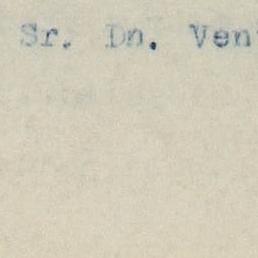 Sr. Dn. Ven